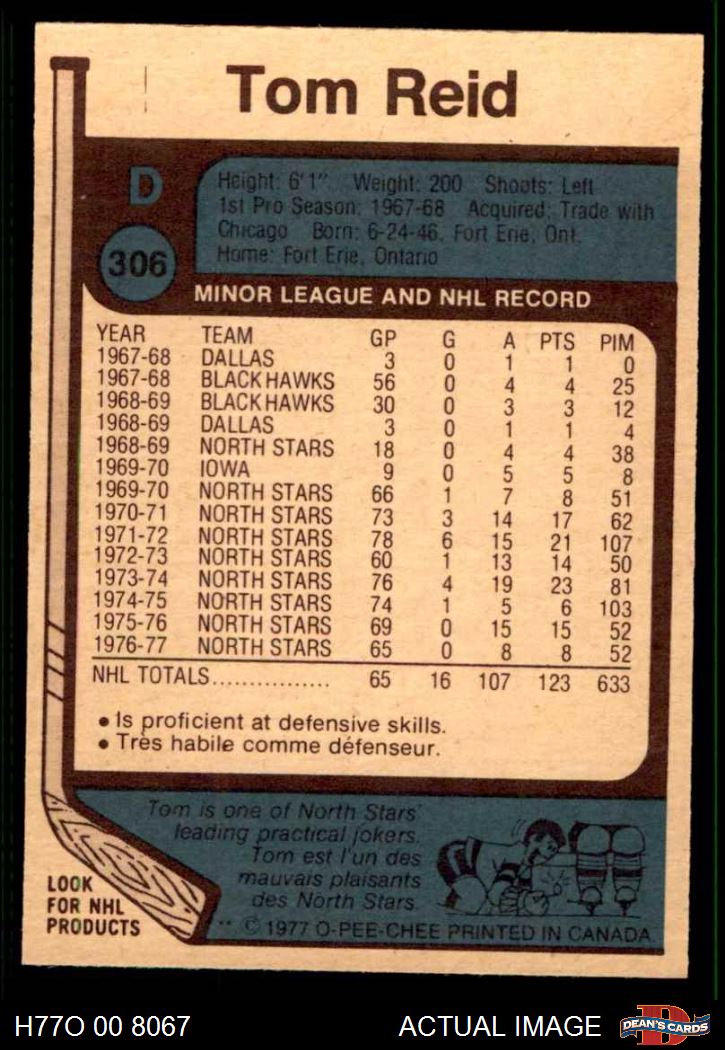 Tom Reid
D
306
Height: 6'1" Weight: 200 Shoots: Left
1st Pro Season: 1967-68 Acquired: Trade with
Chicago Born: 6-24-46, Fort Erie, Ont.
Home: Fort Erie, Ontario
MINOR LEAGUE AND NHL RECORD
YEAR TEAM GP G A PTS PIM
1967-68 DALLAS 3 0 1 1 0
1967-68 BLACK HAWKS 56 0 4 4 25
1968-69 BLACK HAWKS 30 0 3 3 12
1968-69 DALLAS 3 0 1 1 4
1968-69 NORTH STARS 18 0 4 4 38
1969-70 IOWA 9 0 5 5 8
1969-70 NORTH STARS 66 1 7 8 51
1970-71 NORTH STARS 73 3 14 17 62
1971-72 NORTH STARS 78 6 15 21 107
1972-73 NORTH STARS 60 1 13 14 50
1973-74 NORTH STARS 76 4 19 23 81
1974-75 NORTH STARS 74 1 5 6 103
1975-76 NORTH STARS 69 0 15 15 52
1976-77 NORTH STARS 65 0 8 8 52
NHL TOTALS................ 65 16 107 123 633
• Is proficient at defensive skills.
• Très habile comme défenseur.
Tom is one of North Stars'
leading practical jokers.
Tom est l'un des
mauvais plaisants
des North Stars.
LOOK
FOR NHL
PRODUCTS
** © 1977 O-PEE-CHEE PRINTED IN CANADA
H77O 00 8067 ACTUAL IMAGE
D
DEAN'S CARDS